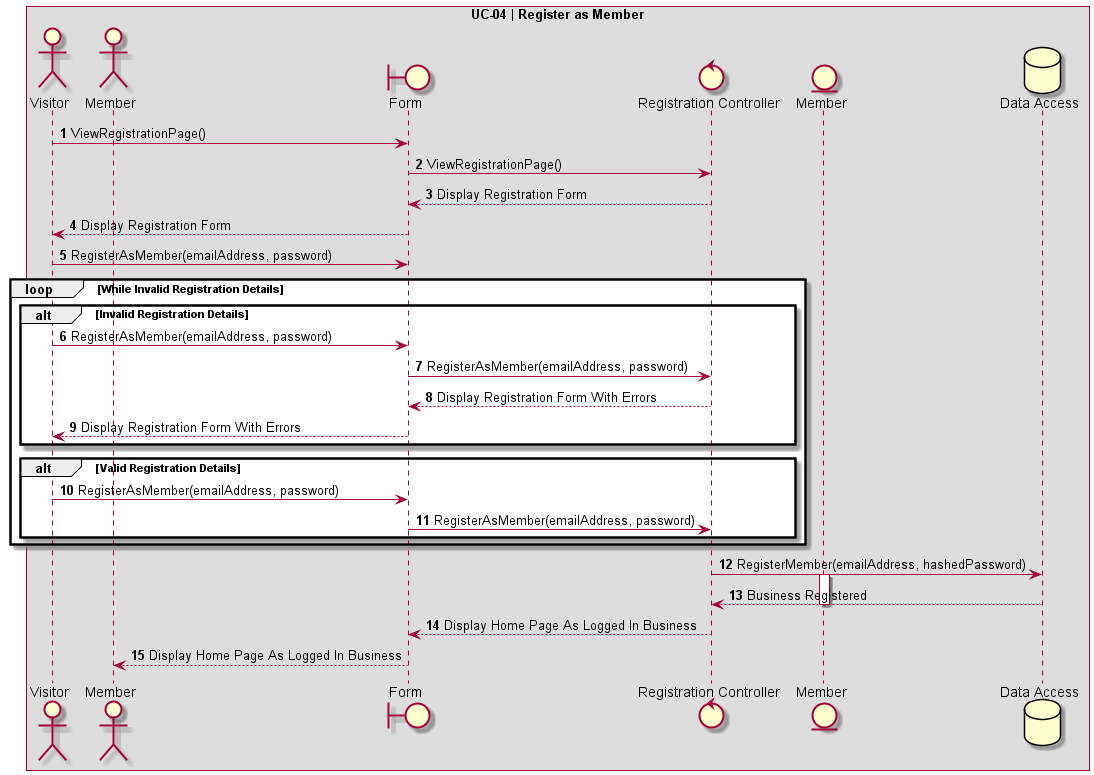 UC-04 | Register as Member
Visitor Member Form Registration Controller Member Data Access
1 ViewRegistrationPage()
2 ViewRegistrationPage()
3 Display Registration Form
4 Display Registration Form
5 RegisterAsMember(emailAddress, password)
loop [While Invalid Registration Details]
alt [Invalid Registration Details]
6 RegisterAsMember(emailAddress, password)
7 RegisterAsMember(emailAddress, password)
8 Display Registration Form With Errors
9 Display Registration Form With Errors
alt [Valid Registration Details]
10 RegisterAsMember(emailAddress, password)
11 RegisterAsMember(emailAddress, password)
12 RegisterMember(emailAddress, hashedPassword)
13 Business Registered
14 Display Home Page As Logged In Business
15 Display Home Page As Logged In Business
Visitor Member Form Registration Controller Member Data Access